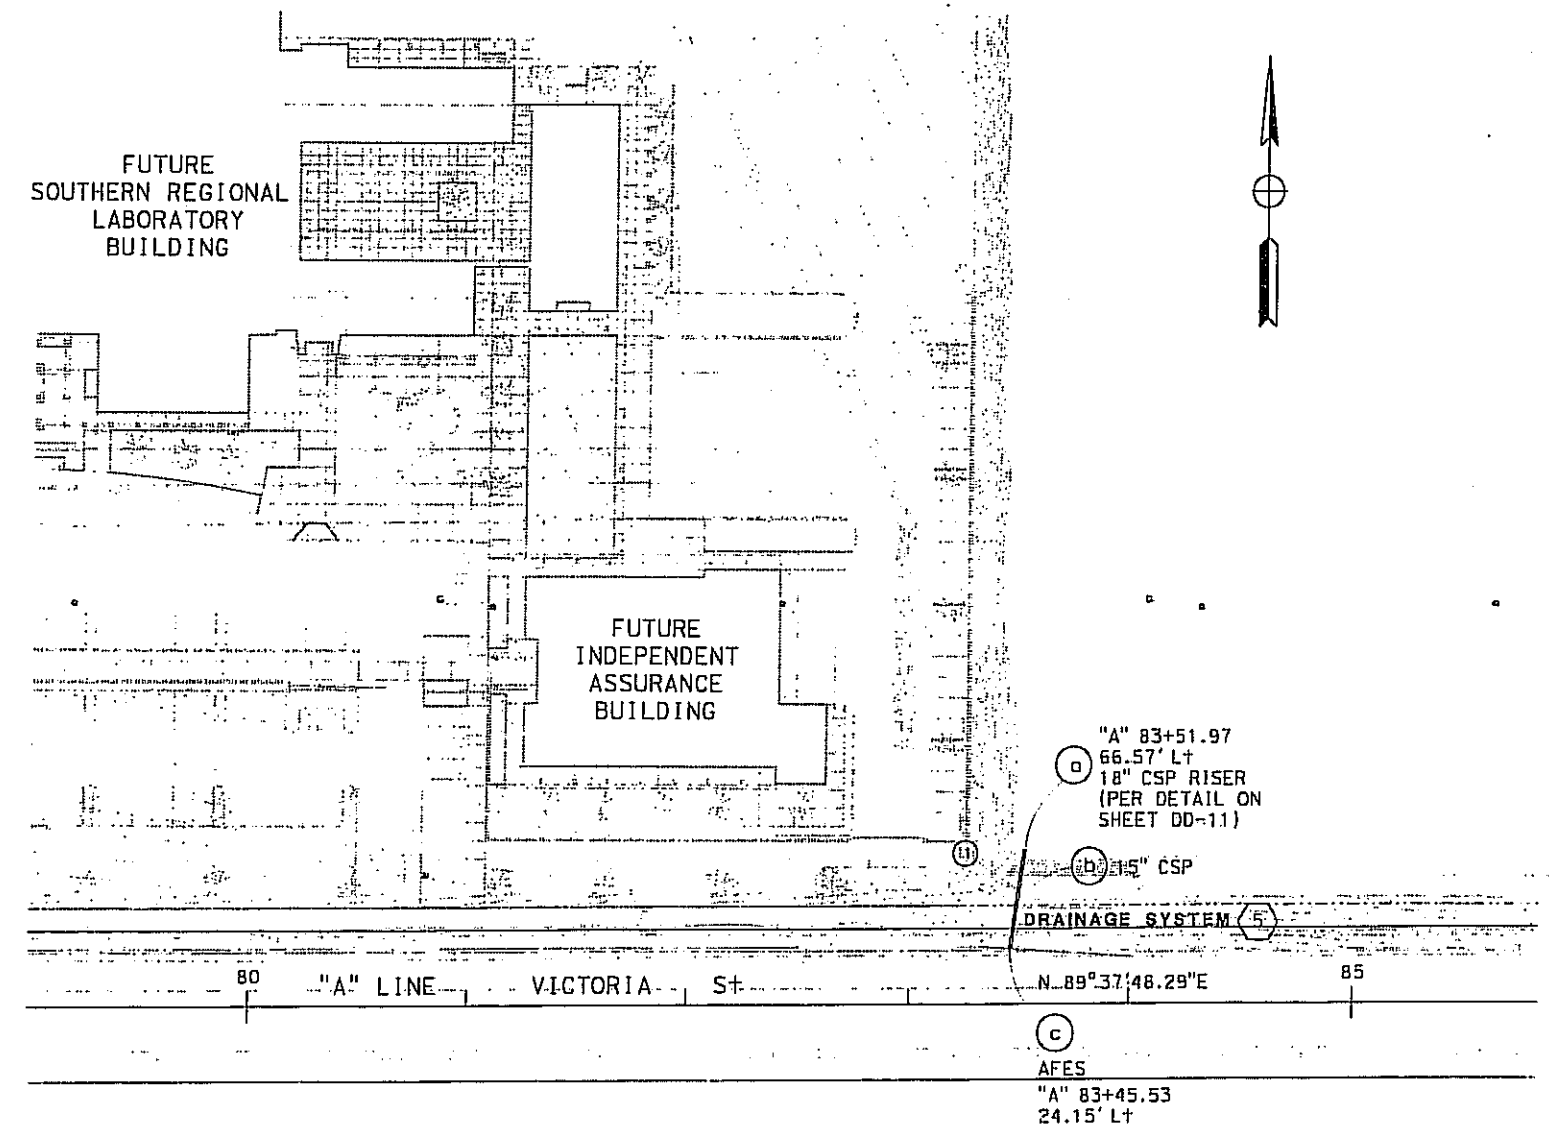 FUTURE
SOUTHERN REGIONAL
LABORATORY
BUILDING
FUTURE
INDEPENDENT
ASSURANCE
BUILDING
"A" 83+51.97
a 66.57' Lt
18" CSP RISER
(PER DETAIL ON
SHEET DD-11)
b 15" CSP
DRAINAGE SYSTEM 5
80
"A" LINE VICTORIA St
N 89°37'48.29"E
85
c
AFES
"A" 83+45.53
24.15' Lt